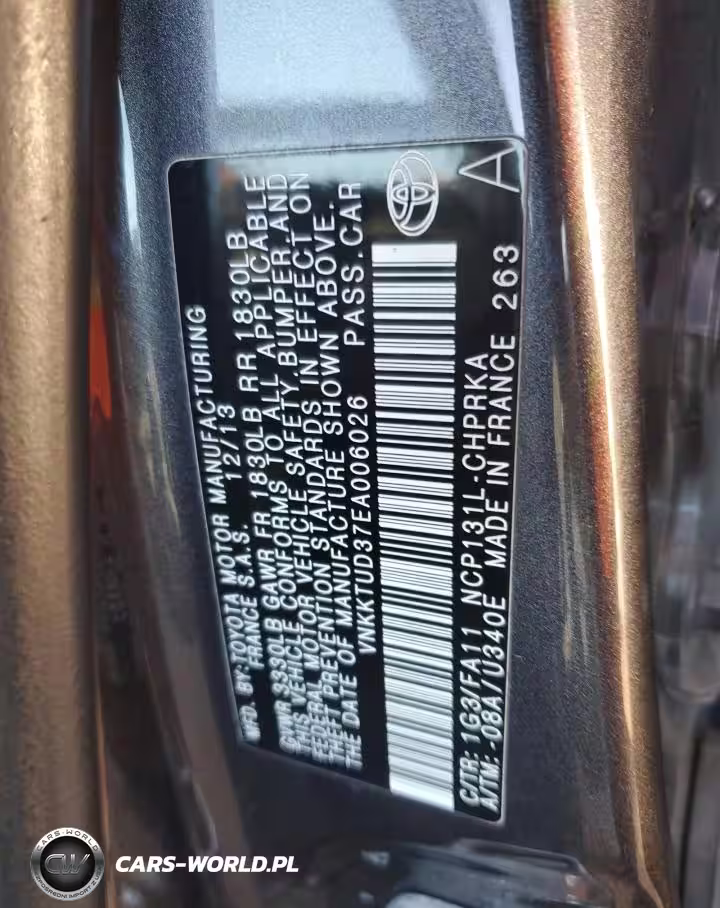 MFD. BY: TOYOTA MOTOR MANUFACTURING
FRANCE S.A.S. 12/13
GVWR 3330LB GAWR FR 1830LB RR 1830LB
THIS VEHICLE CONFORMS TO ALL APPLICABLE
FEDERAL MOTOR VEHICLE SAFETY, BUMPER, AND
THEFT PREVENTION STANDARDS IN EFFECT ON
THE DATE OF MANUFACTURE SHOWN ABOVE.
VNKKTUD37EA006026 PASS.CAR
C/TR: 1G3/FA11 NCP131L-CHPRKA
A/TM: -08A/U340E MADE IN FRANCE 263
A
CARS-WORLD
CW
CARS-WORLD.PL